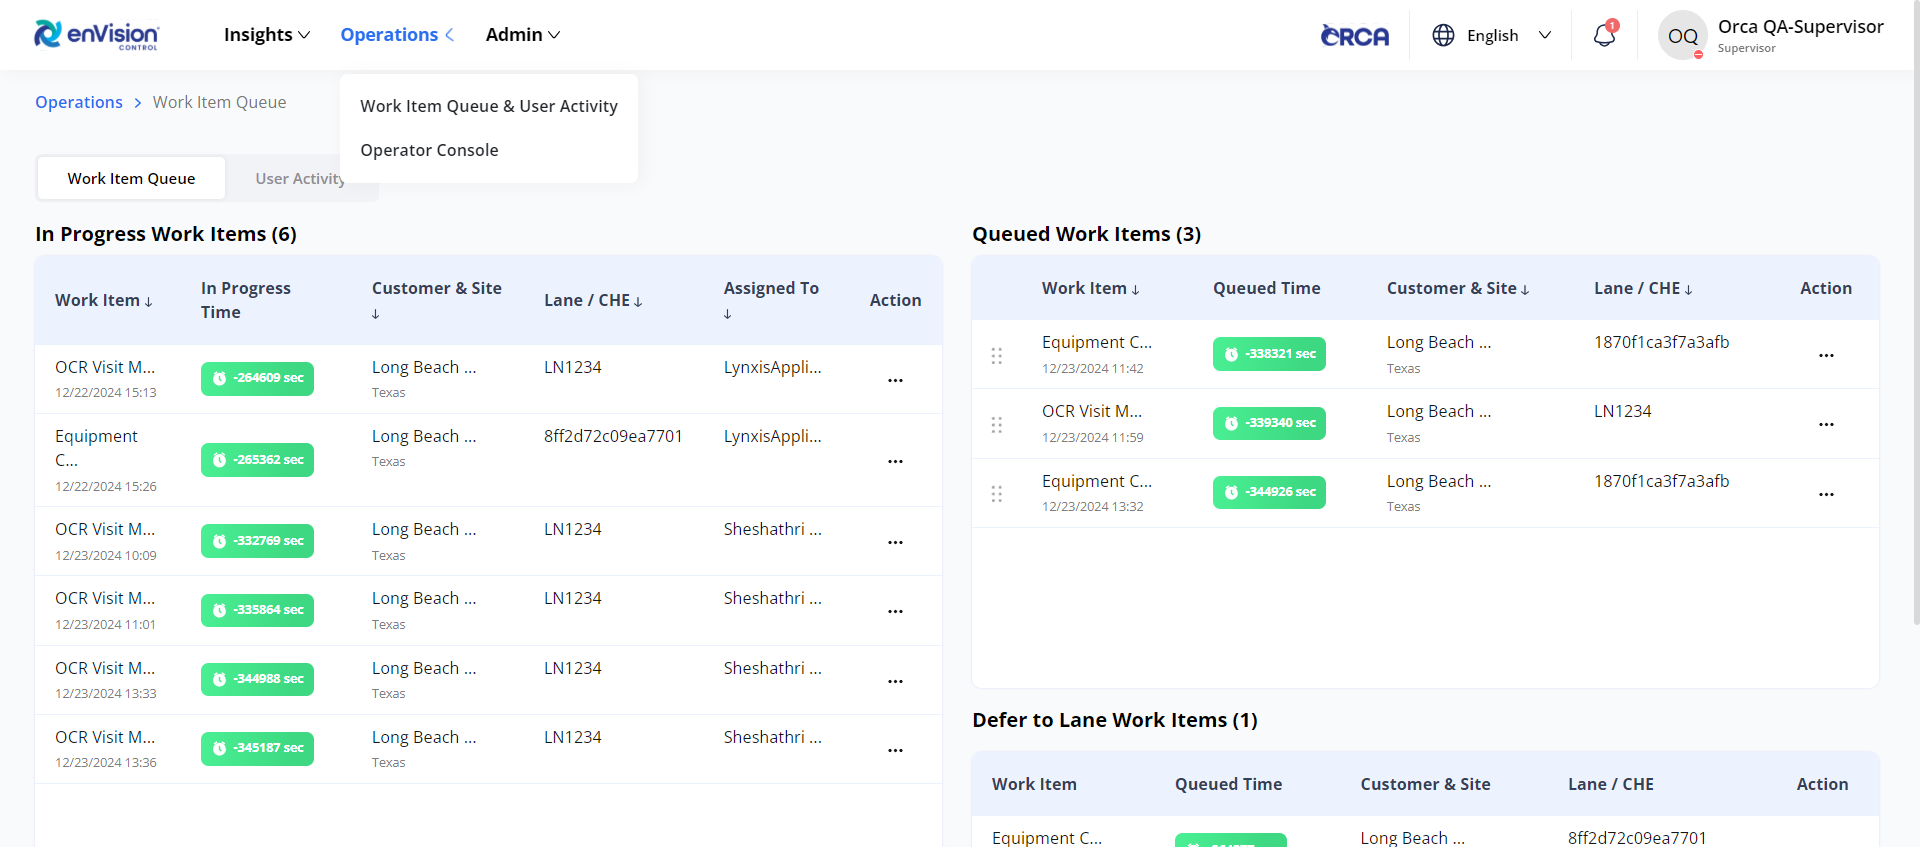 enVision
CONTROL
Insights
Operations
Admin
ORCA
English
1
OQ
Orca QA-Supervisor
Supervisor
Operations > Work Item Queue
Work Item Queue & User Activity
Operator Console
Work Item Queue
User Activity
In Progress Work Items (6)
Work Item ↓
In Progress
Time
Customer & Site
↓
Lane / CHE ↓
Assigned To
↓
Action
OCR Visit M...
12/22/2024 15:13
-264609 sec
Long Beach ...
Texas
LN1234
LynxisAppli...
...
Equipment
C...
12/22/2024 15:26
-265362 sec
Long Beach ...
Texas
8ff2d72c09ea7701
LynxisAppli...
...
OCR Visit M...
12/23/2024 10:09
-332769 sec
Long Beach ...
Texas
LN1234
Sheshathri ...
...
OCR Visit M...
12/23/2024 11:01
-335864 sec
Long Beach ...
Texas
LN1234
Sheshathri ...
...
OCR Visit M...
12/23/2024 13:33
-344988 sec
Long Beach ...
Texas
LN1234
Sheshathri ...
...
OCR Visit M...
12/23/2024 13:36
-345187 sec
Long Beach ...
Texas
LN1234
Sheshathri ...
...
Queued Work Items (3)
Work Item ↓
Queued Time
Customer & Site ↓
Lane / CHE ↓
Action
Equipment C...
12/23/2024 11:42
-338321 sec
Long Beach ...
Texas
1870f1ca3f7a3afb
...
OCR Visit M...
12/23/2024 11:59
-339340 sec
Long Beach ...
Texas
LN1234
...
Equipment C...
12/23/2024 13:32
-344926 sec
Long Beach ...
Texas
1870f1ca3f7a3afb
...
Defer to Lane Work Items (1)
Work Item
Queued Time
Customer & Site
Lane / CHE
Action
Equipment C...
Long Beach ...
8ff2d72c09ea7701